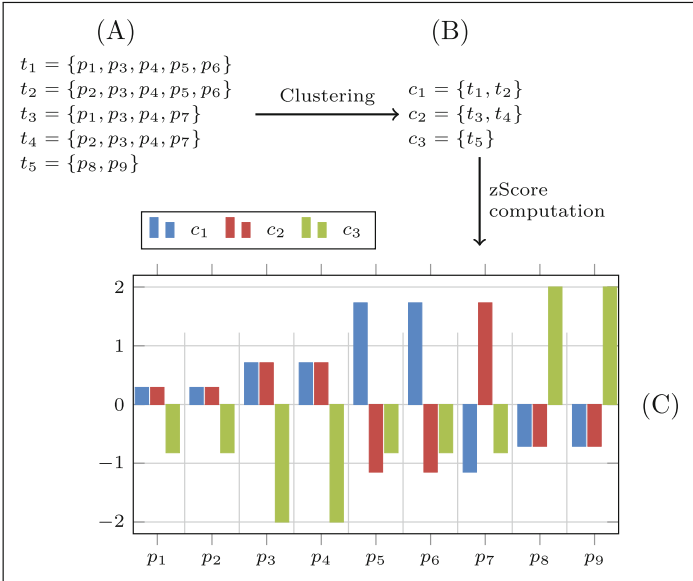 (A)
(B)
t₁ = {p₁, p₃, p₄, p₅, p₆}
t₂ = {p₂, p₃, p₄, p₅, p₆}
t₃ = {p₁, p₃, p₄, p₇}
t₄ = {p₂, p₃, p₄, p₇}
t₅ = {p₈, p₉}
Clustering
c₁ = {t₁, t₂}
c₂ = {t₃, t₄}
c₃ = {t₅}
zScore
computation
c₁ c₂ c₃
2
1
0
−1
−2
(C)
p₁ p₂ p₃ p₄ p₅ p₆ p₇ p₈ p₉